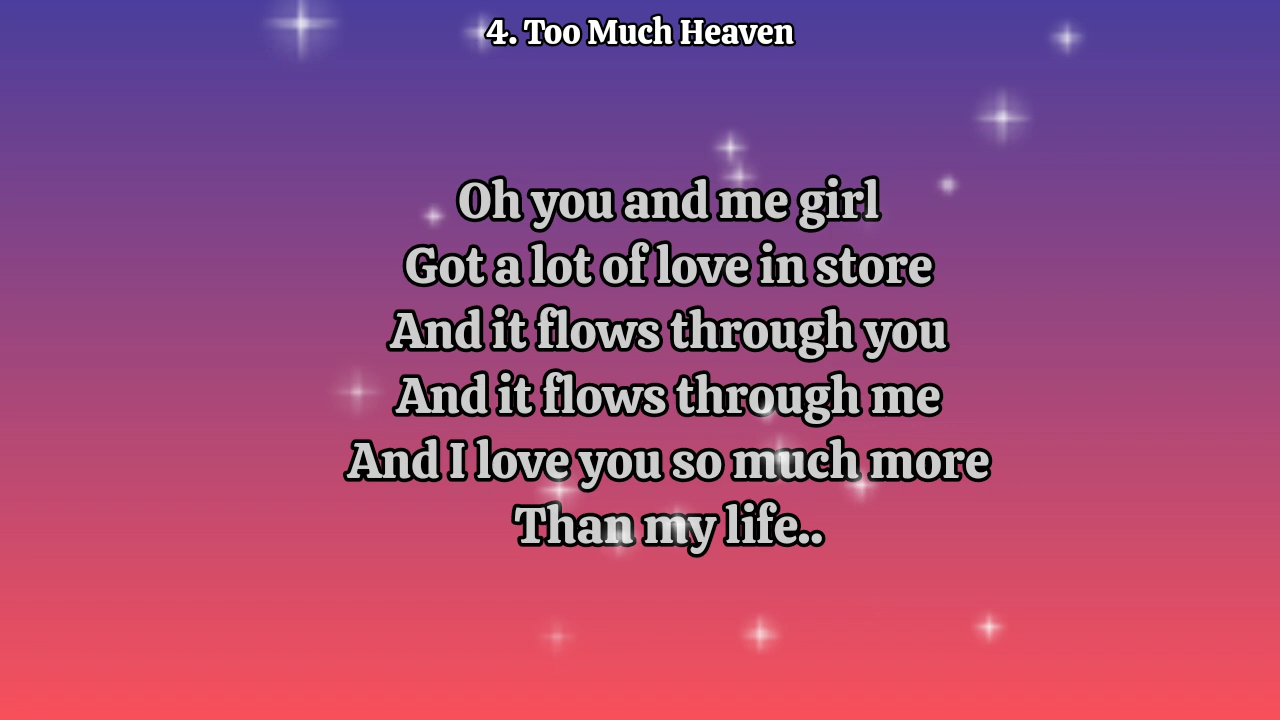 4. Too Much Heaven
Oh you and me girl
Got a lot of love in store
And it flows through you
And it flows through me
And I love you so much more
Than my life..